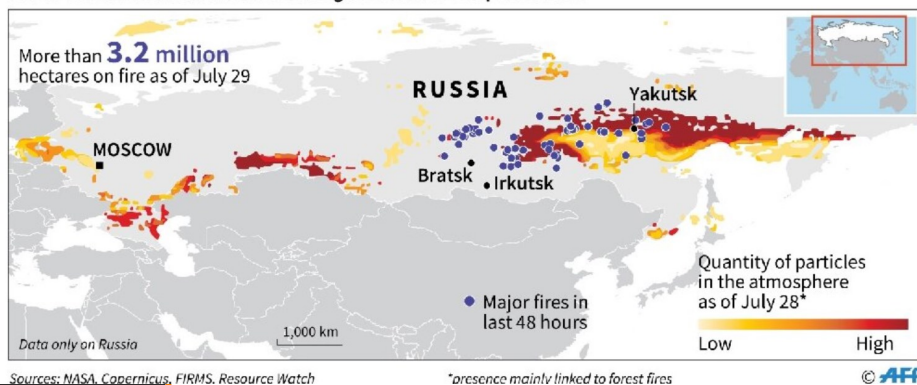 More than 3.2 million
hectares on fire as of July 29
RUSSIA
Yakutsk
MOSCOW
Bratsk
Irkutsk
Quantity of particles
in the atmosphere
as of July 28*
Major fires in
last 48 hours
1,000 km
Low High
Data only on Russia
Sources: NASA, Copernicus, FIRMS, Resource Watch *presence mainly linked to forest fires ©